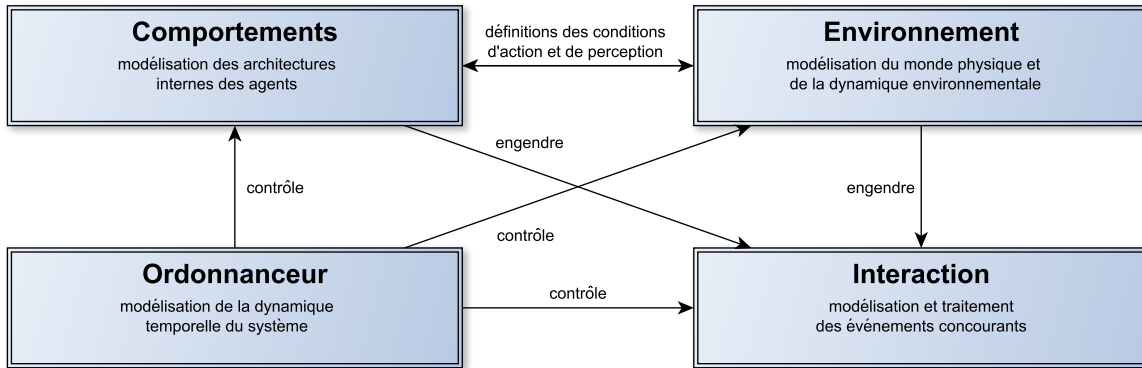 Comportements
modélisation des architectures
internes des agents
définitions des conditions
d'action et de perception
Environnement
modélisation du monde physique et
de la dynamique environnementale
engendre
contrôle
engendre
contrôle
Ordonnanceur
modélisation de la dynamique
temporelle du système
contrôle
Interaction
modélisation et traitement
des événements concourants